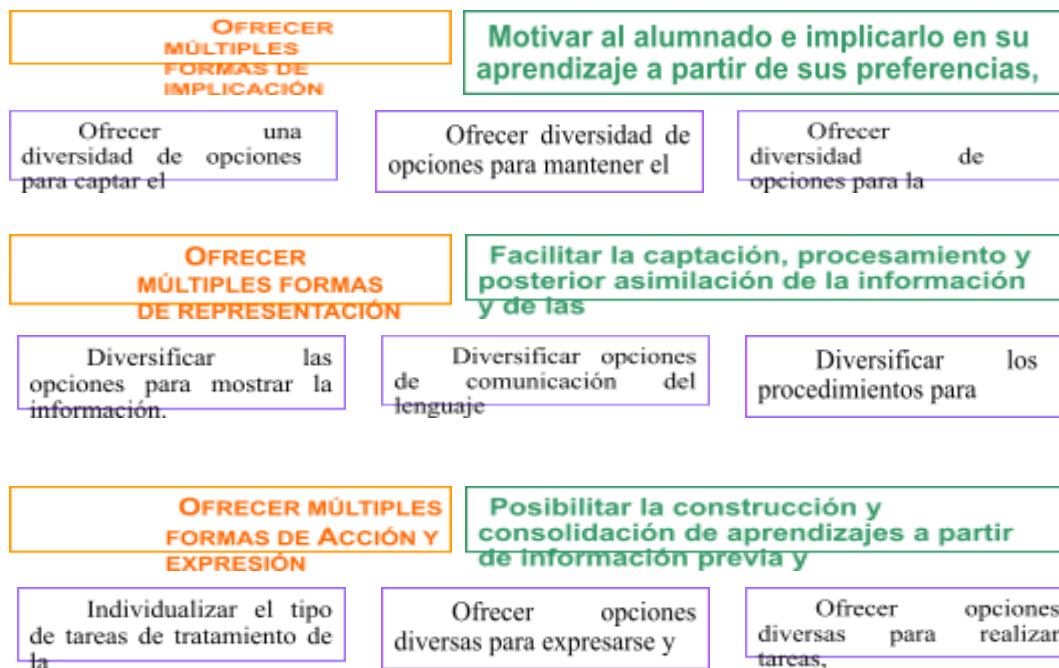 OFRECER
MÚLTIPLES
FORMAS DE
IMPLICACIÓN
Motivar al alumnado e implicarlo en su
aprendizaje a partir de sus preferencias,
Ofrecer una
diversidad de opciones
para captar el
Ofrecer diversidad de
opciones para mantener el
Ofrecer
diversidad de
opciones para la
OFRECER
MÚLTIPLES FORMAS
DE REPRESENTACIÓN
Facilitar la captación, procesamiento y
posterior asimilación de la información
y de las
Diversificar las
opciones para mostrar la
información.
Diversificar opciones
de comunicación del
lenguaje
Diversificar los
procedimientos para
OFRECER MÚLTIPLES
FORMAS DE ACCIÓN Y
EXPRESIÓN
Posibilitar la construcción y
consolidación de aprendizajes a partir
de información previa y
Individualizar el tipo
de tareas de tratamiento de
la
Ofrecer opciones
diversas para expresarse y
Ofrecer opciones
diversas para realizar
tareas,